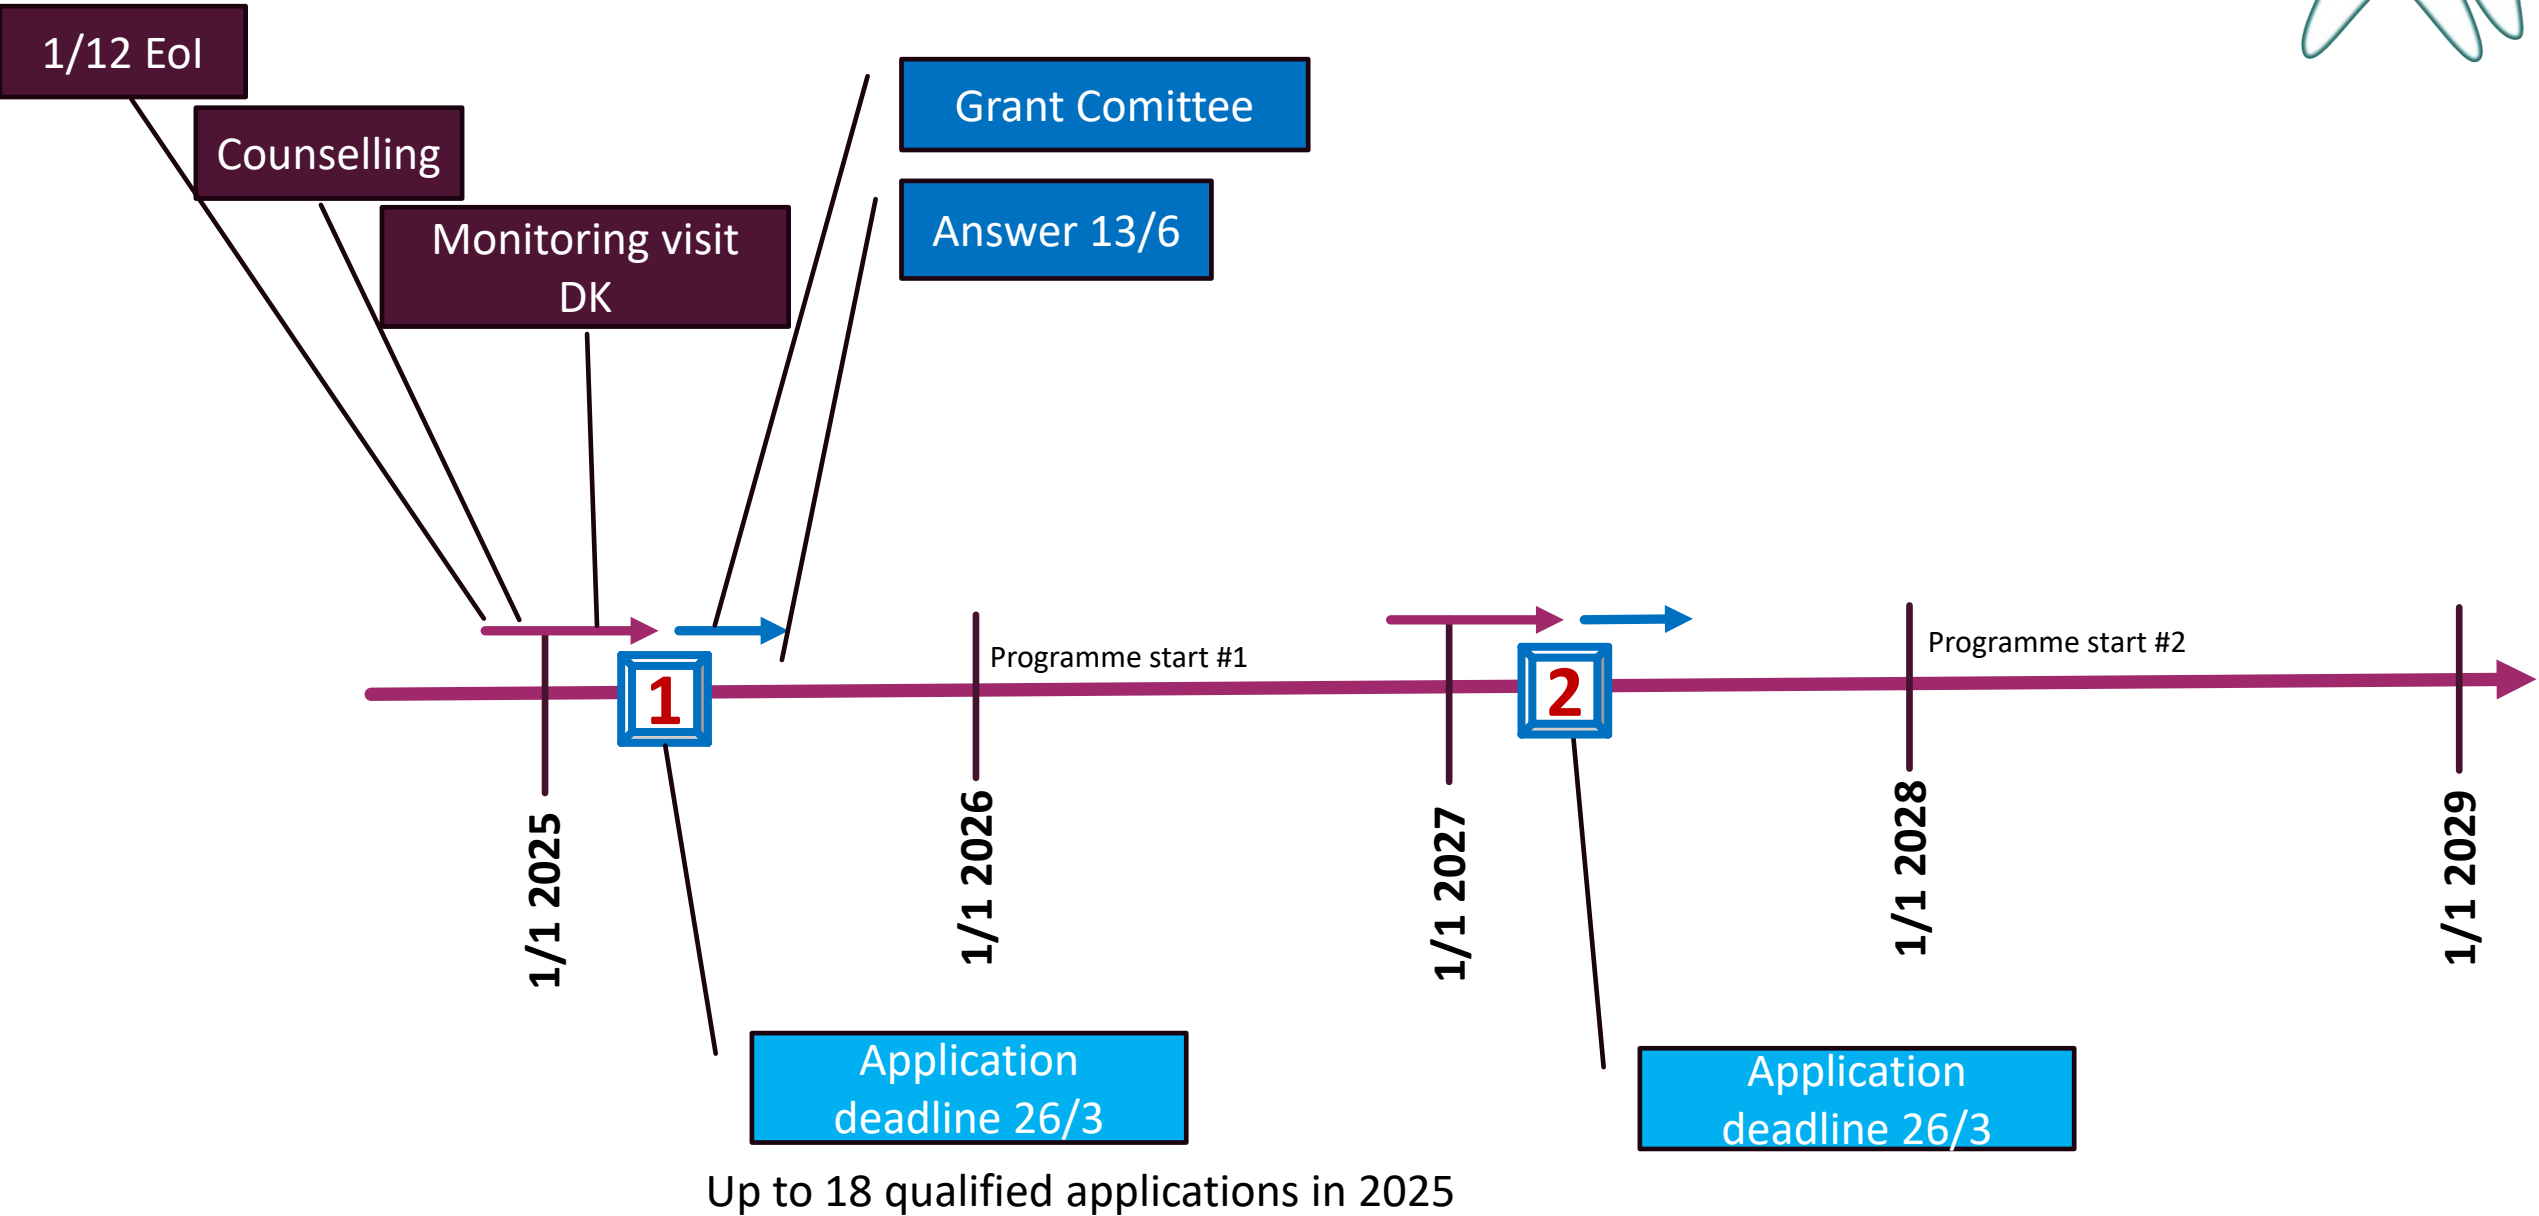 1/12 EoI
Counselling
Monitoring visit
DK
Grant Comittee
Answer 13/6
Programme start #1
Programme start #2
1
2
1/1 2025
1/1 2026
1/1 2027
1/1 2028
1/1 2029
Application
deadline 26/3
Application
deadline 26/3
Up to 18 qualified applications in 2025